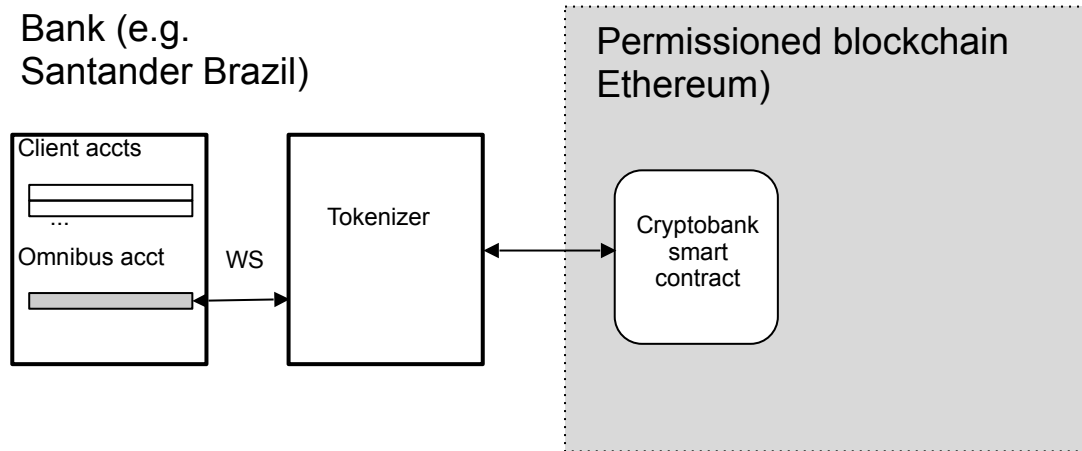 Bank (e.g.
Santander Brazil)
Permissioned blockchain
Ethereum)
Client accts
...
Omnibus acct
WS
Tokenizer
Cryptobank
smart
contract